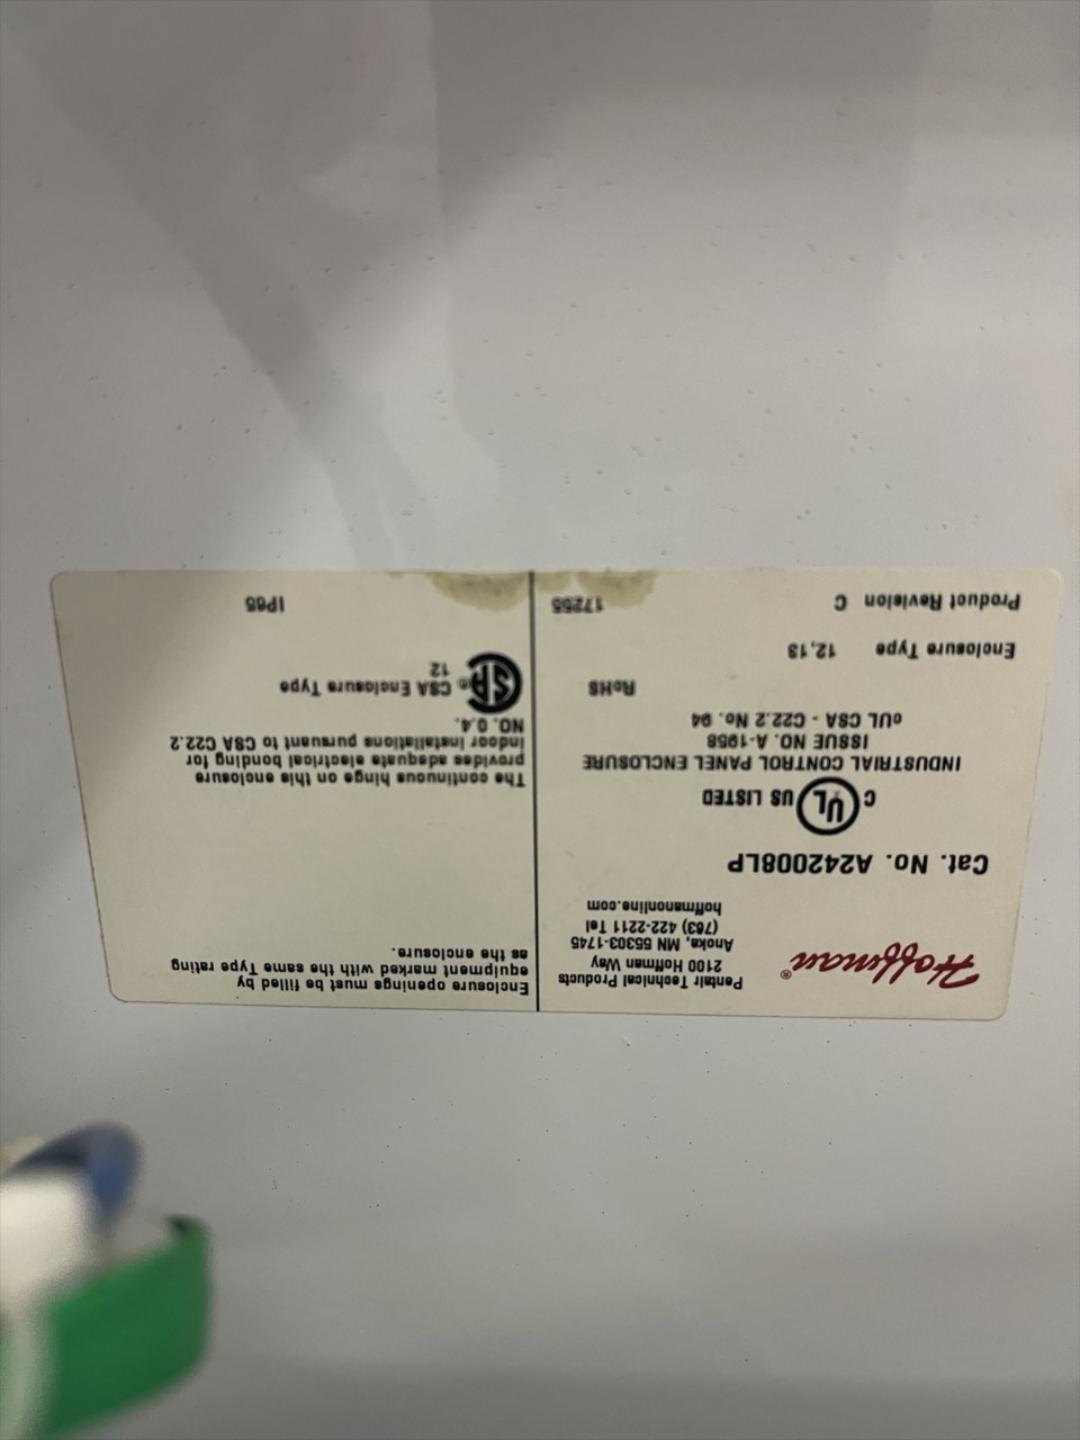 Hoffman®
Pentair Technical Products
2100 Hoffman Way
Anoka, MN 55303-1745
(763) 422-2211 Tel
hoffmanonline.com
Cat. No. A242008LP
C UL US LISTED
INDUSTRIAL CONTROL PANEL ENCLOSURE
ISSUE NO. A-1958
cUL CSA - C22.2 No. 94
RoHS
Enclosure Type 12,13
Product Revision C 17255
Enclosure openings must be filled by
equipment marked with the same Type rating
as the enclosure.
The continuous hinge on this enclosure
provides adequate electrical bonding for
indoor installations pursuant to CSA C22.2
NO. 0.4.
SA® CSA Enclosure Type
12
IP65